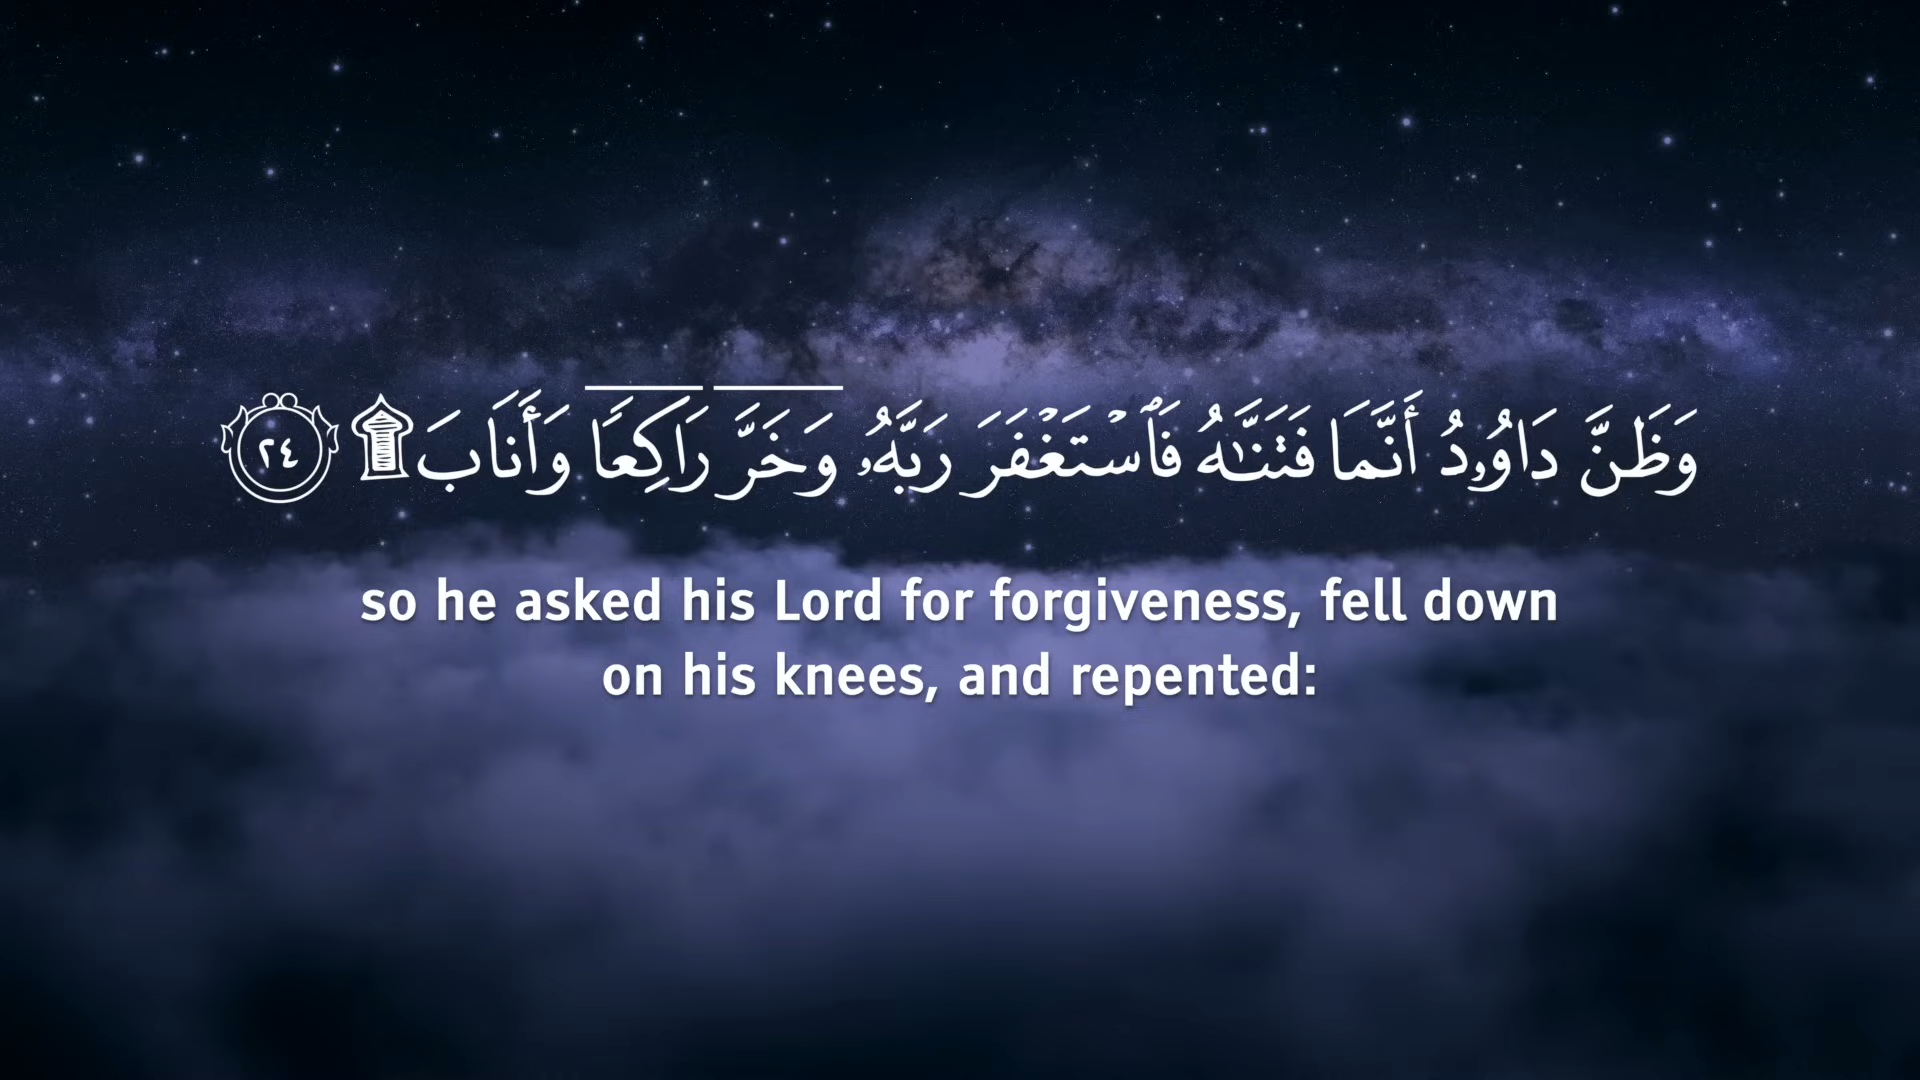 وَظَنَّ دَاوُۥدُ أَنَّمَا فَتَنَّٰهُ فَٱسۡتَغۡفَرَ رَبَّهُۥ وَخَرَّ رَاكِعًا وَأَنَابَ ۩ ٢٤
so he asked his Lord for forgiveness, fell down
on his knees, and repented: